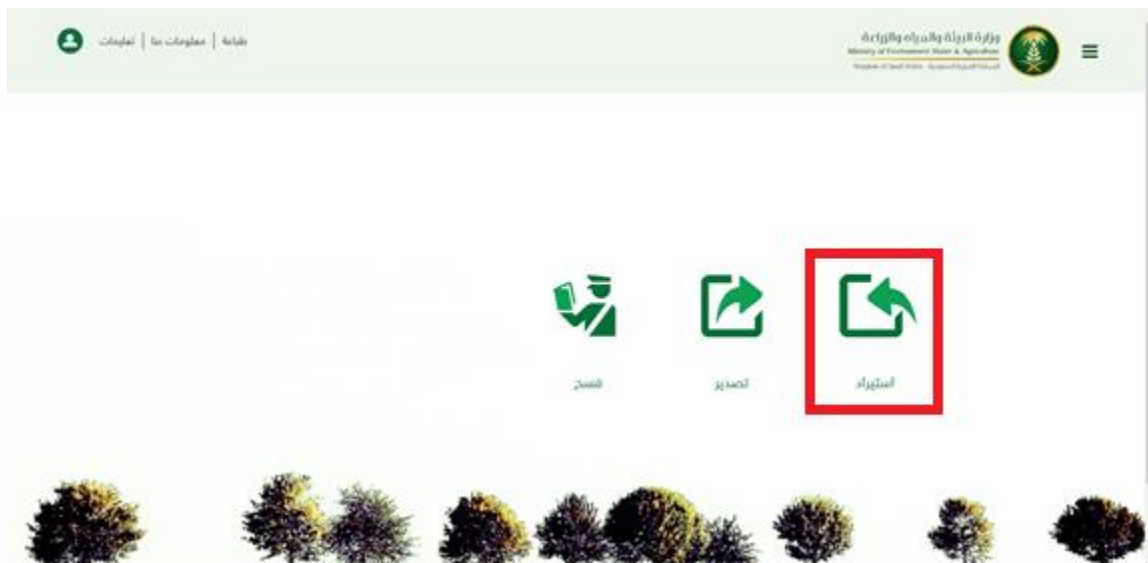 وزارة البيئة والمياه والزراعة
Ministry of Environment Water & Agriculture
طباعة | معلومات عنا | تعليمات
استيراد
تصدير
فسح